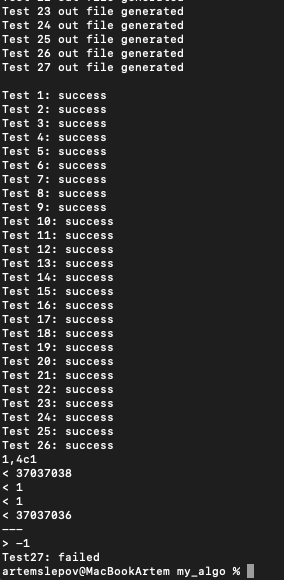 Test 23 out file generated
Test 24 out file generated
Test 25 out file generated
Test 26 out file generated
Test 27 out file generated
Test 1: success
Test 2: success
Test 3: success
Test 4: success
Test 5: success
Test 6: success
Test 7: success
Test 8: success
Test 9: success
Test 10: success
Test 11: success
Test 12: success
Test 13: success
Test 14: success
Test 15: success
Test 16: success
Test 17: success
Test 18: success
Test 19: success
Test 20: success
Test 21: success
Test 22: success
Test 23: success
Test 24: success
Test 25: success
Test 26: success
1,4c1
< 37037038
< 1
< 1
< 37037036
---
> -1
Test27: failed
artemslepov@MacBookArtem my_algo %